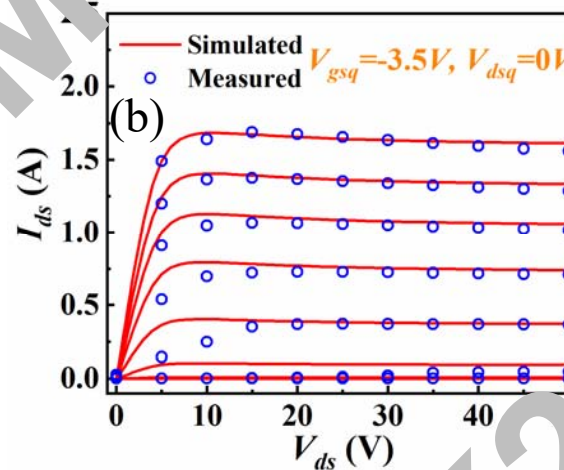 Simulated
Measured
V_gsq=-3.5V, V_dsq=0V
(b)
2.0
1.5
1.0
0.5
0.0
I_ds (A)
0 10 20 30 40
V_ds (V)